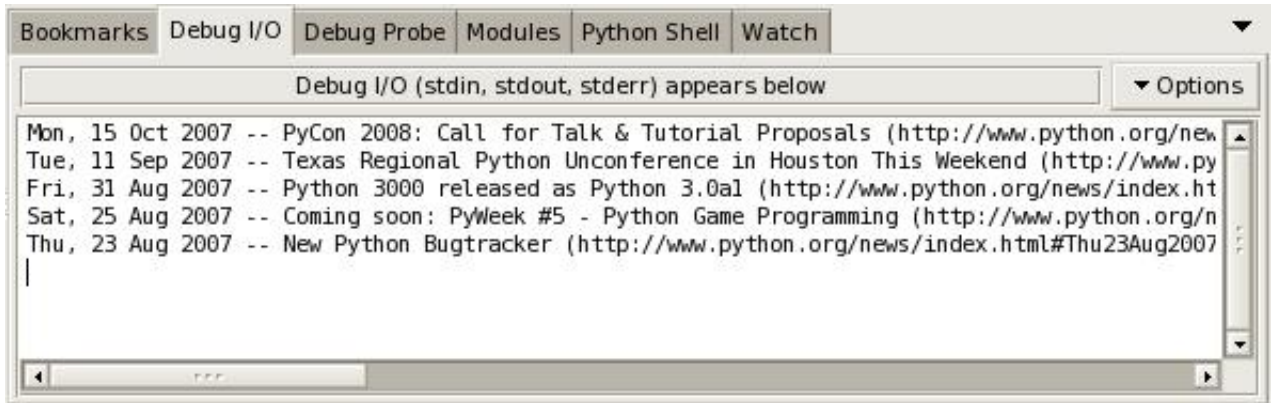 Bookmarks Debug I/O Debug Probe Modules Python Shell Watch
Debug I/O (stdin, stdout, stderr) appears below Options
Mon, 15 Oct 2007 -- PyCon 2008: Call for Talk & Tutorial Proposals (http://www.python.org/new
Tue, 11 Sep 2007 -- Texas Regional Python Unconference in Houston This Weekend (http://www.py
Fri, 31 Aug 2007 -- Python 3000 released as Python 3.0a1 (http://www.python.org/news/index.ht
Sat, 25 Aug 2007 -- Coming soon: PyWeek #5 - Python Game Programming (http://www.python.org/n
Thu, 23 Aug 2007 -- New Python Bugtracker (http://www.python.org/news/index.html#Thu23Aug2007